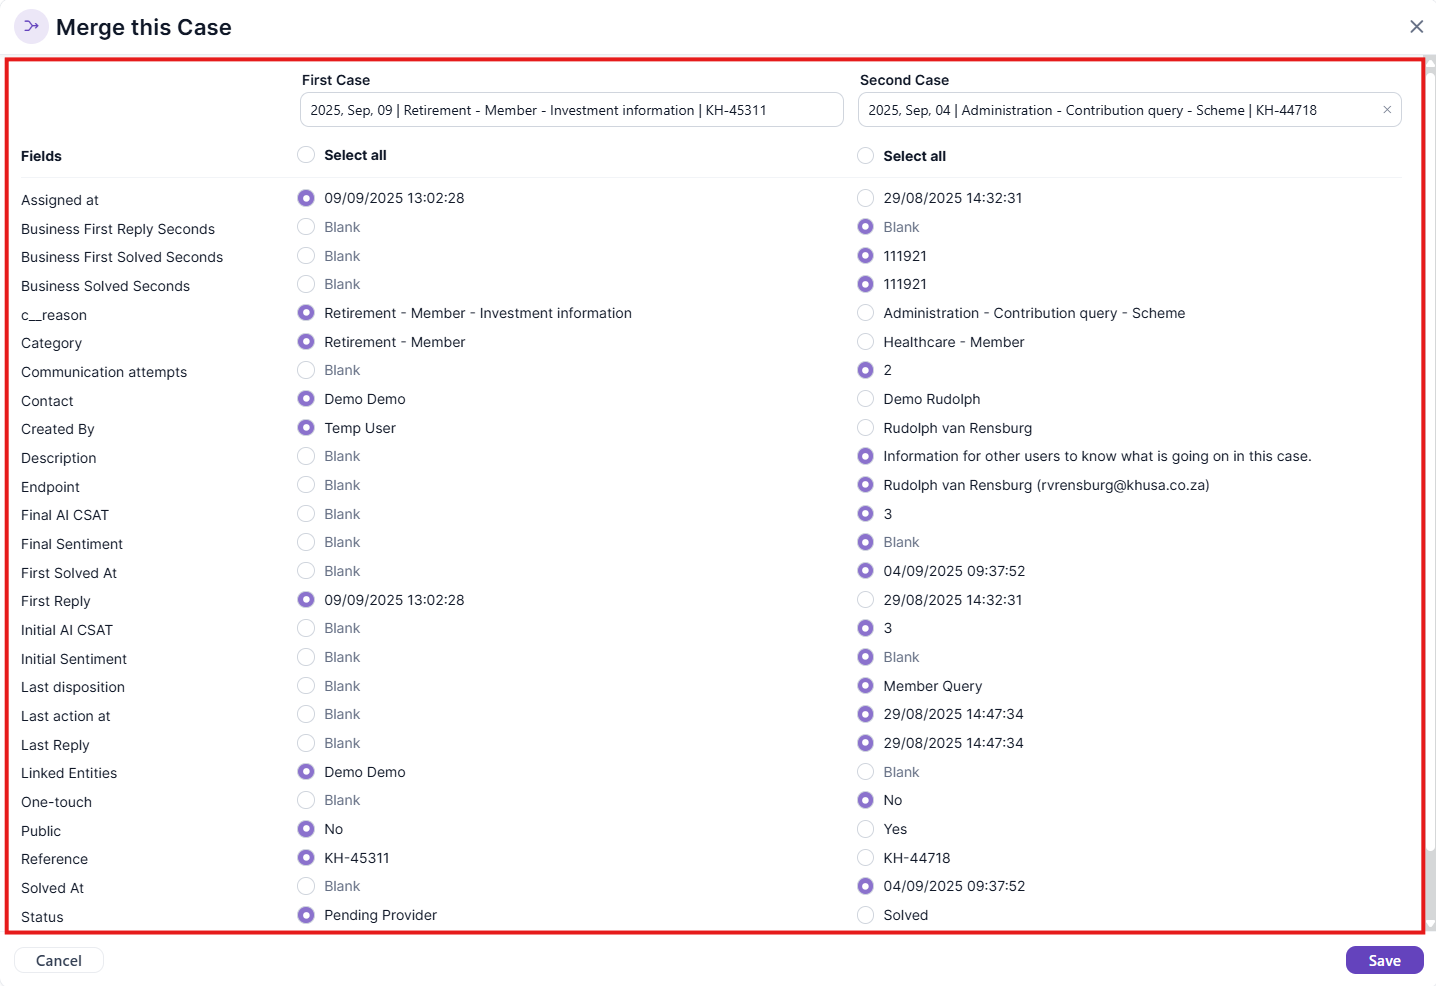 Merge this Case
First Case Second Case
2025, Sep, 09 | Retirement - Member - Investment information | KH-45311 2025, Sep, 04 | Administration - Contribution query - Scheme | KH-44718
Fields Select all Select all
Assigned at 09/09/2025 13:02:28 29/08/2025 14:32:31
Business First Reply Seconds Blank Blank
Business First Solved Seconds Blank 111921
Business Solved Seconds Blank 111921
c__reason Retirement - Member - Investment information Administration - Contribution query - Scheme
Category Retirement - Member Healthcare - Member
Communication attempts Blank 2
Contact Demo Demo Demo Rudolph
Created By Temp User Rudolph van Rensburg
Description Blank Information for other users to know what is going on in this case.
Endpoint Blank Rudolph van Rensburg (rvrensburg@khusa.co.za)
Final AI CSAT Blank 3
Final Sentiment Blank Blank
First Solved At Blank 04/09/2025 09:37:52
First Reply 09/09/2025 13:02:28 29/08/2025 14:32:31
Initial AI CSAT Blank 3
Initial Sentiment Blank Blank
Last disposition Blank Member Query
Last action at Blank 29/08/2025 14:47:34
Last Reply Blank 29/08/2025 14:47:34
Linked Entities Demo Demo Blank
One-touch Blank No
Public No Yes
Reference KH-45311 KH-44718
Solved At Blank 04/09/2025 09:37:52
Status Pending Provider Solved
Cancel Save